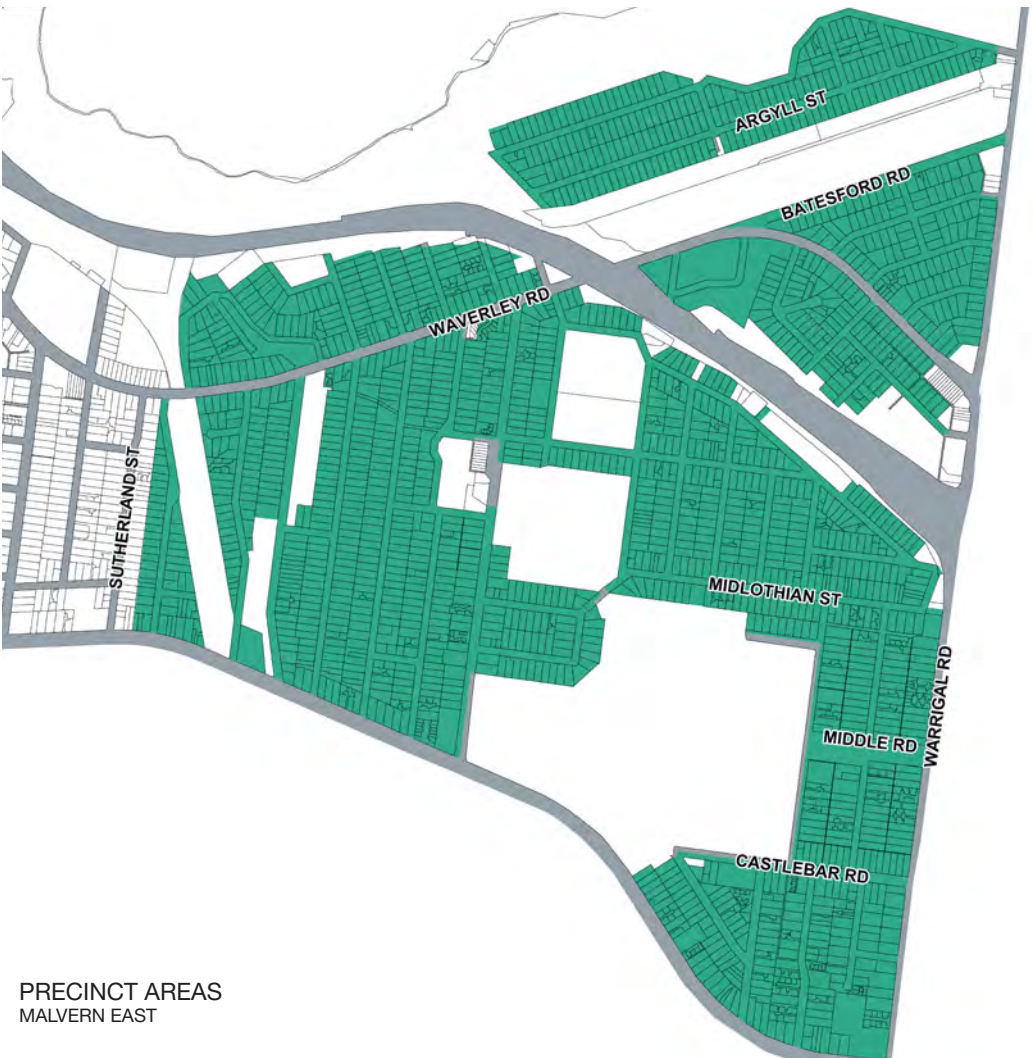 ARGYLL ST
BATESFORD RD
WAVERLEY RD
SUTHERLAND ST
MIDLOTHIAN ST
WARRIGAL RD
MIDDLE RD
CASTLEBAR RD
PRECINCT AREAS
MALVERN EAST